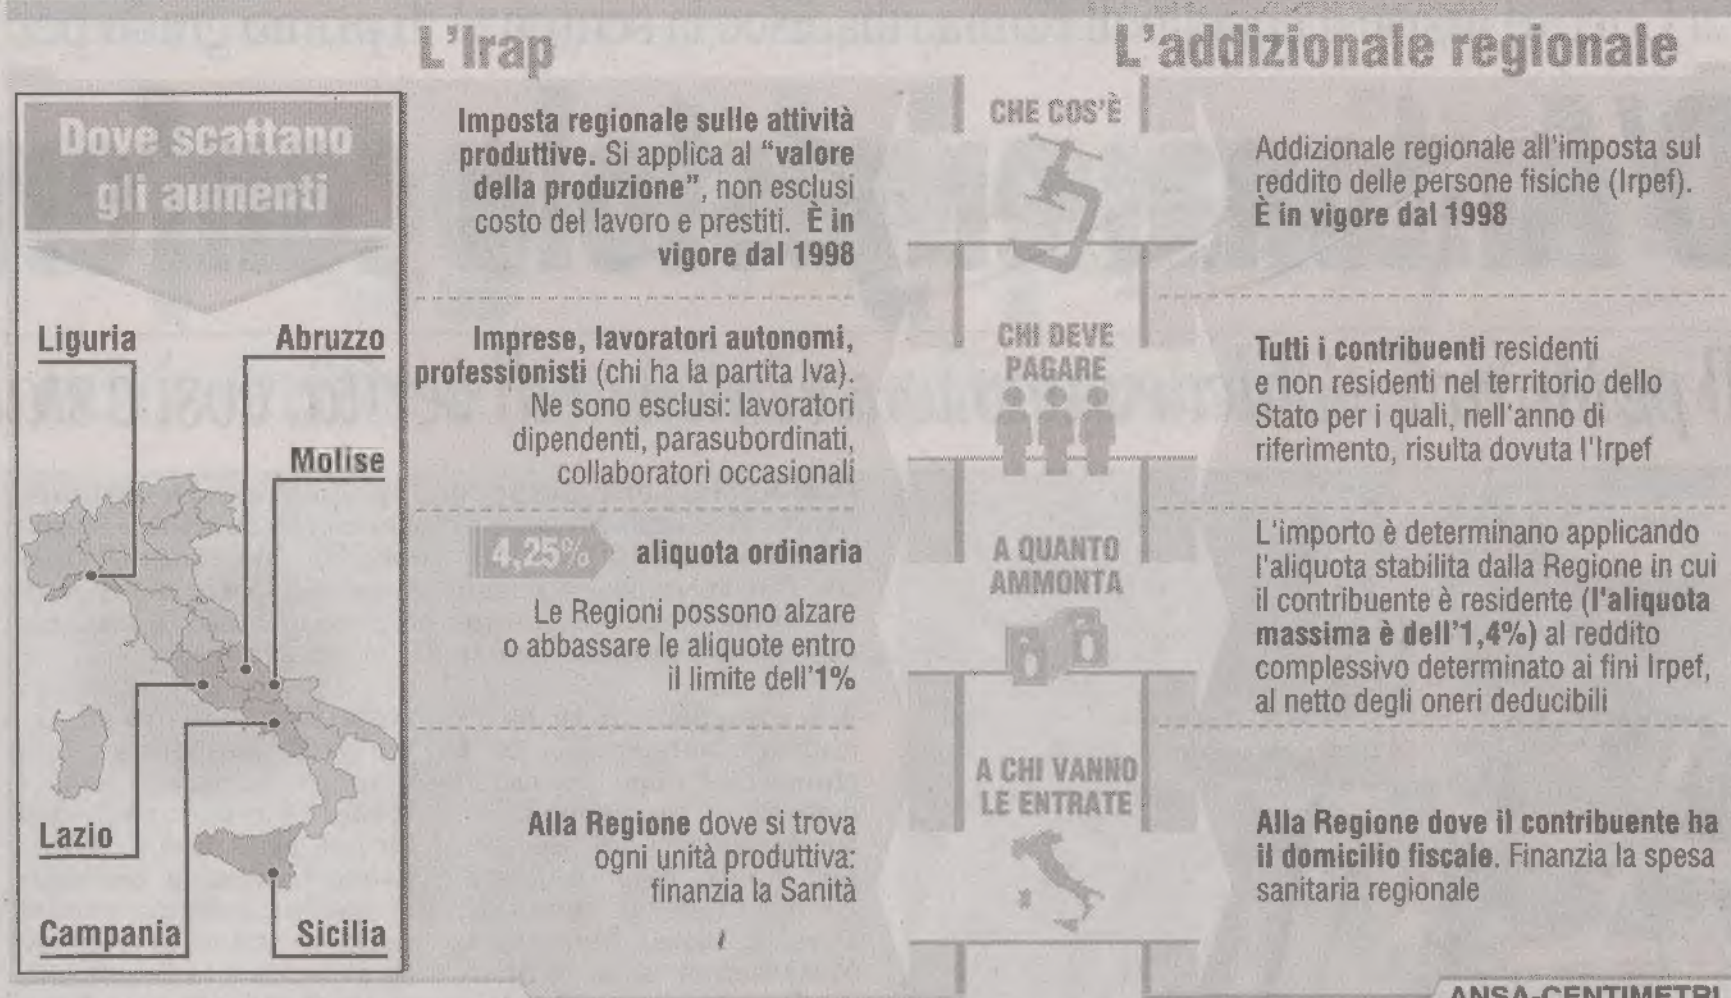 L'Irap
L'addizionale regionale
Dove scattano
gli aumenti
Liguria
Abruzzo
Molise
Lazio
Campania
Sicilia
Imposta regionale sulle attività
produttive. Si applica al "valore
della produzione", non esclusi
costo del lavoro e prestiti. È in
vigore dal 1998
CHE COS'È
Addizionale regionale all'imposta sul
reddito delle persone fisiche (Irpef).
È in vigore dal 1998
Imprese, lavoratori autonomi,
professionisti (chi ha la partita Iva).
Ne sono esclusi: lavoratori
dipendenti, parasubordinati,
collaboratori occasionali
CHI DEVE
PAGARE
Tutti i contribuenti residenti
e non residenti nel territorio dello
Stato per i quali, nell'anno di
riferimento, risulta dovuta l'Irpef
4,25% aliquota ordinaria
Le Regioni possono alzare
o abbassare le aliquote entro
il limite dell'1%
A QUANTO
AMMONTA
L'importo è determinano applicando
l'aliquota stabilita dalla Regione in cui
il contribuente è residente (l'aliquota
massima è dell'1,4%) al reddito
complessivo determinato ai fini Irpef,
al netto degli oneri deducibili
Alla Regione dove si trova
ogni unità produttiva:
finanzia la Sanità
A CHI VANNO
LE ENTRATE
Alla Regione dove il contribuente ha
il domicilio fiscale. Finanzia la spesa
sanitaria regionale
ANSA-CENTIMETRI